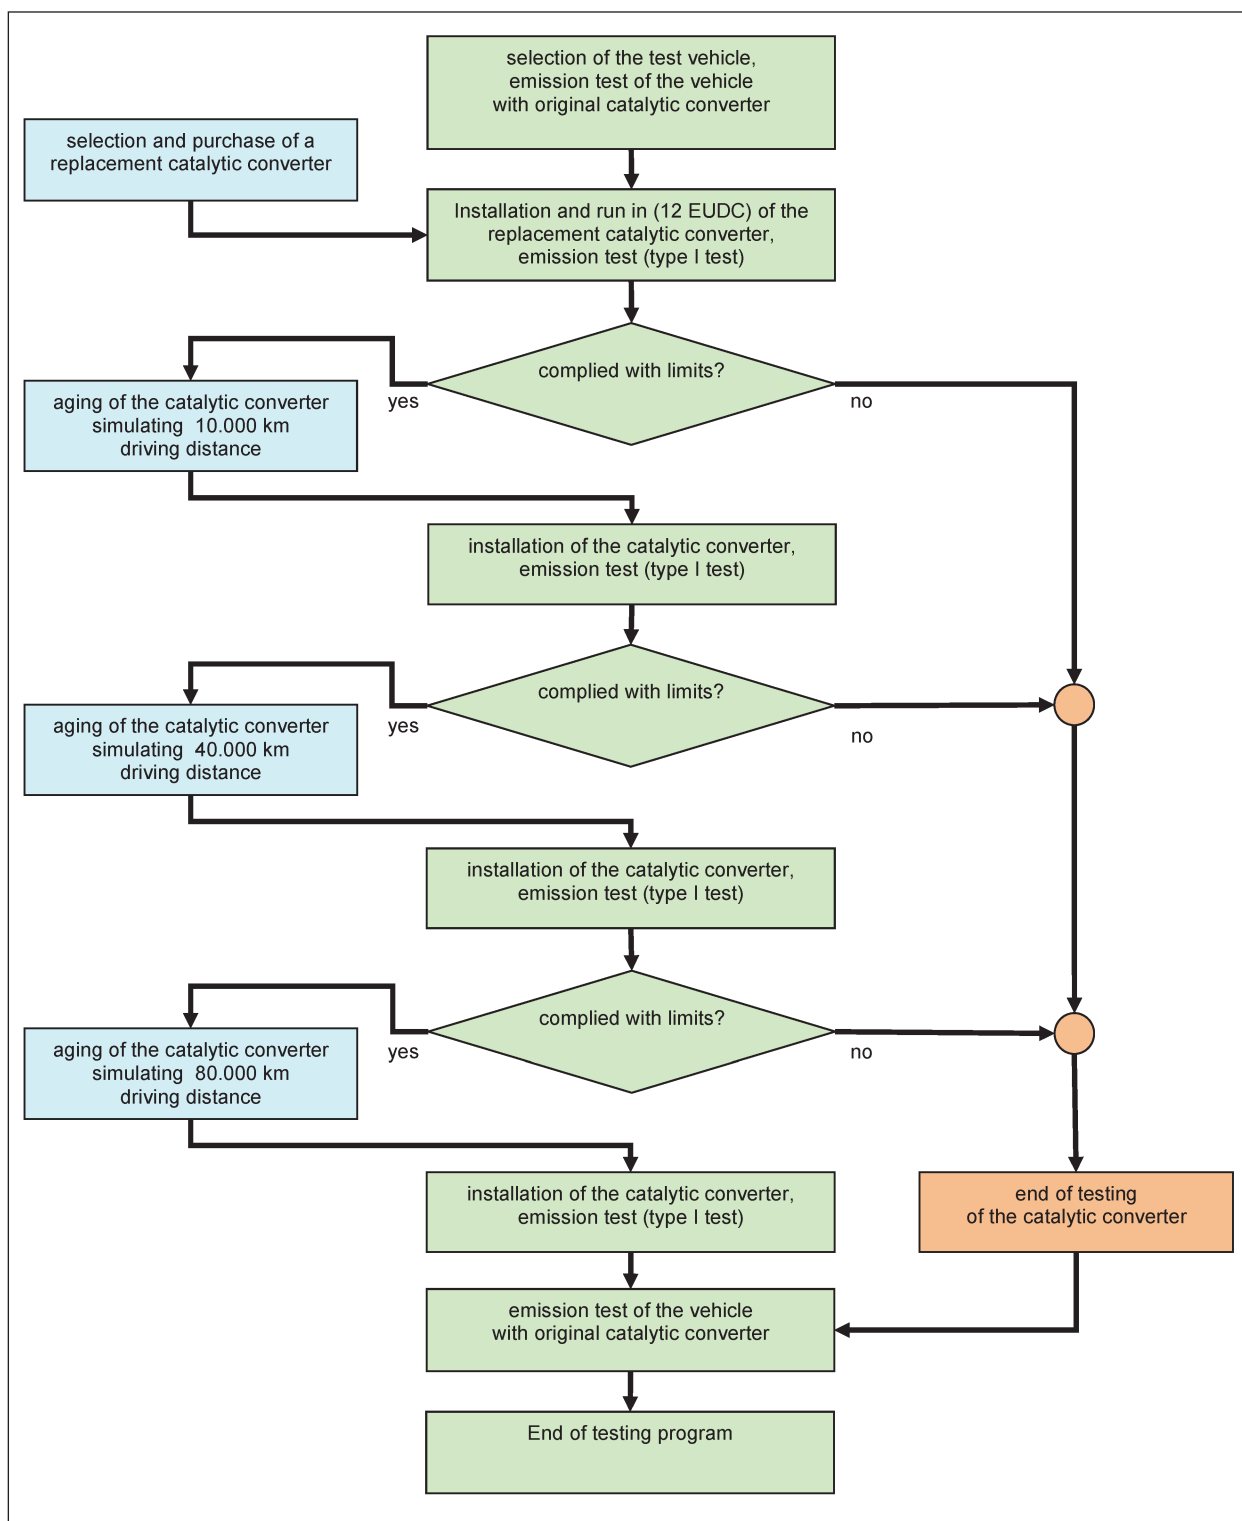 selection of the test vehicle,
emission test of the vehicle
with original catalytic converter
selection and purchase of a
replacement catalytic converter
Installation and run in (12 EUDC) of the
replacement catalytic converter,
emission test (type I test)
complied with limits?
yes
no
aging of the catalytic converter
simulating 10.000 km
driving distance
installation of the catalytic converter,
emission test (type I test)
complied with limits?
yes
no
aging of the catalytic converter
simulating 40.000 km
driving distance
installation of the catalytic converter,
emission test (type I test)
complied with limits?
yes
no
aging of the catalytic converter
simulating 80.000 km
driving distance
installation of the catalytic converter,
emission test (type I test)
end of testing
of the catalytic converter
emission test of the vehicle
with original catalytic converter
End of testing program